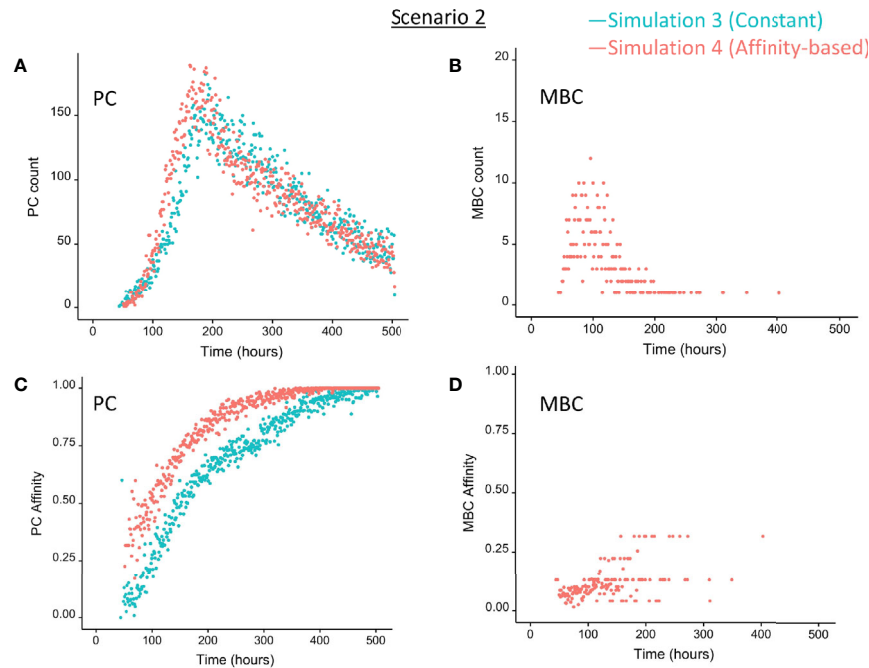 Scenario 2
—Simulation 3 (Constant)
—Simulation 4 (Affinity-based)
A
PC
PC count
150
100
50
0
0 100 200 300 400 500
Time (hours)
B
MBC
MBC count
20
15
10
5
0
0 100 200 300 400 500
Time (hours)
C
PC
PC Affinity
1.00
0.75
0.50
0.25
0.00
0 100 200 300 400 500
Time (hours)
D
MBC
MBC Affinity
1.00
0.75
0.50
0.25
0.00
0 100 200 300 400 500
Time (hours)